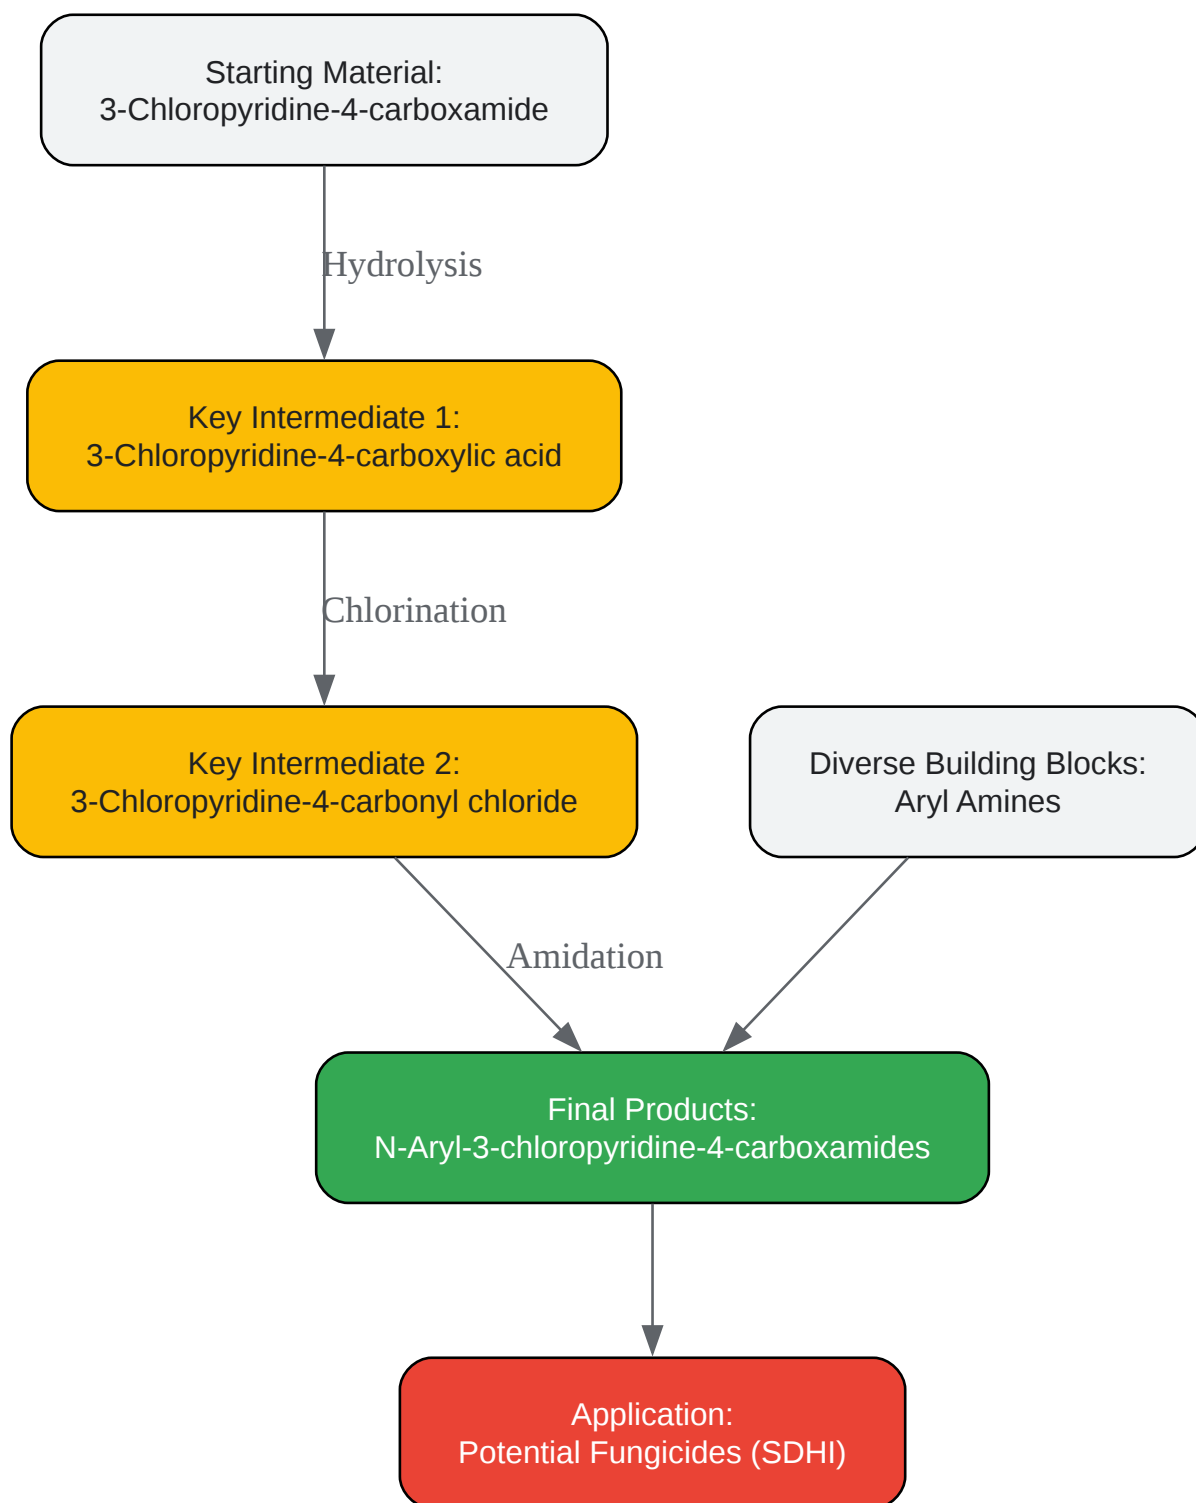 Starting Material:
3-Chloropyridine-4-carboxamide
Hydrolysis
Key Intermediate 1:
3-Chloropyridine-4-carboxylic acid
Chlorination
Key Intermediate 2:
3-Chloropyridine-4-carbonyl chloride
Diverse Building Blocks:
Aryl Amines
Amidation
Final Products:
N-Aryl-3-chloropyridine-4-carboxamides
Application:
Potential Fungicides (SDHI)